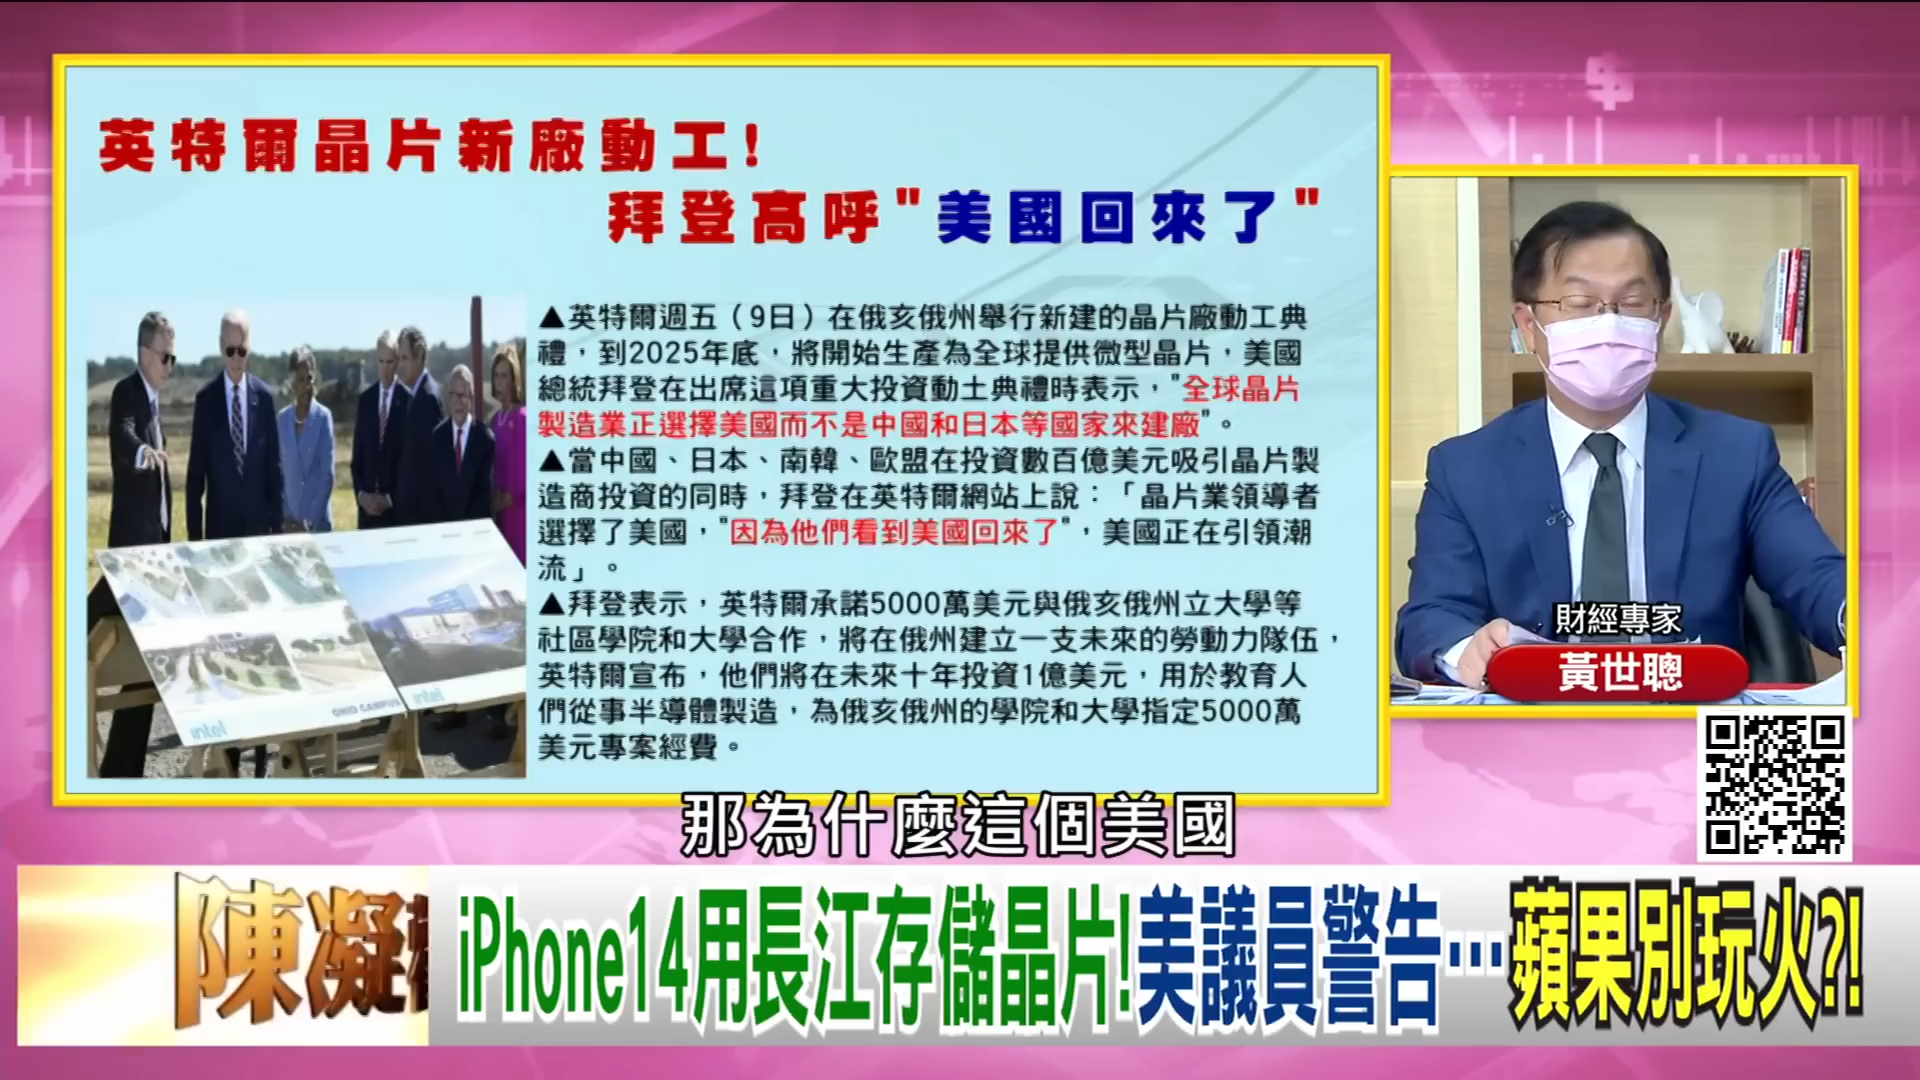 英特爾晶片新廠動工!
拜登高呼"美國回來了"
▲英特爾週五（9日）在俄亥俄州舉行新建的晶片廠動工典
禮，到2025年底，將開始生產為全球提供微型晶片，美國
總統拜登在出席這項重大投資動土典禮時表示，"全球晶片
製造業正選擇美國而不是中國和日本等國家來建廠"。
▲當中國、日本、南韓、歐盟在投資數百億美元吸引晶片製
造商投資的同時，拜登在英特爾網站上說：「晶片業領導者
選擇了美國，"因為他們看到美國回來了"，美國正在引領潮
流」。
▲拜登表示，英特爾承諾5000萬美元與俄亥俄州立大學等
社區學院和大學合作，將在俄州建立一支未來的勞動力隊伍，
英特爾宣布，他們將在未來十年投資1億美元，用於教育人
們從事半導體製造，為俄亥俄州的學院和大學指定5000萬
美元專案經費。
intel
OHIO CAMPUS
intel
財經專家
黃世聰
那為什麼這個美國
陳凝
iPhone14用長江存儲晶片!美議員警告…蘋果別玩火?!